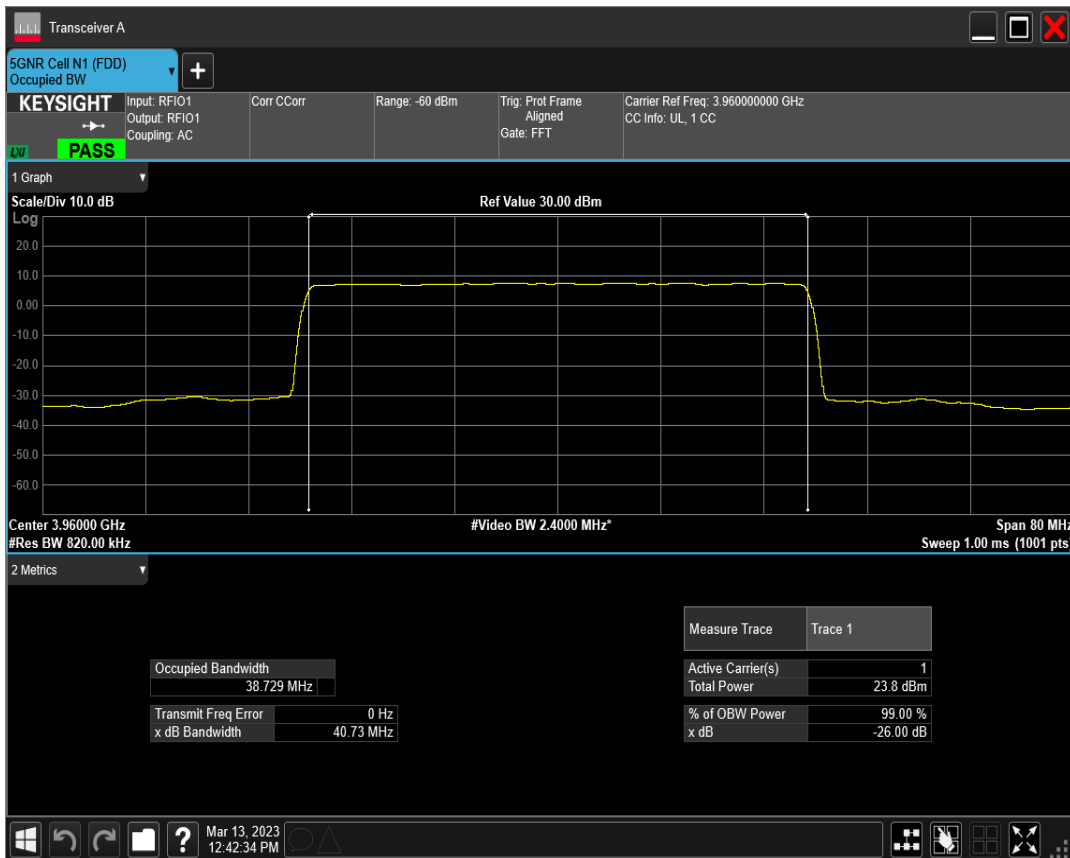 Transceiver A
5GNR Cell N1 (FDD)
Occupied BW
+
KEYSIGHT
LXI
PASS
Input: RFIO1
Output: RFIO1
Coupling: AC
Corr CCorr
Range: -60 dBm
Trig: Prot Frame
Aligned
Gate: FFT
Carrier Ref Freq: 3.960000000 GHz
CC Info: UL, 1 CC
1 Graph
Scale/Div 10.0 dB
Ref Value 30.00 dBm
Log
20.0
10.0
0.00
-10.0
-20.0
-30.0
-40.0
-50.0
-60.0
Center 3.96000 GHz
#Video BW 2.4000 MHz*
Span 80 MHz
#Res BW 820.00 kHz
Sweep 1.00 ms (1001 pts)
2 Metrics
Measure Trace Trace 1
Occupied Bandwidth
38.729 MHz
Active Carrier(s) 1
Total Power 23.8 dBm
Transmit Freq Error 0 Hz
x dB Bandwidth 40.73 MHz
% of OBW Power 99.00 %
x dB -26.00 dB
?
Mar 13, 2023
12:42:34 PM